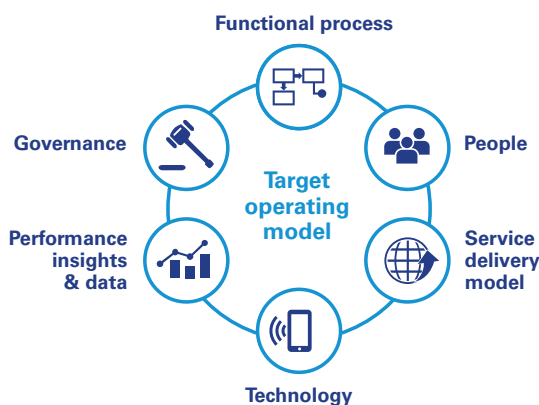 Functional process
Governance
People
Target
operating
model
Performance
insights
& data
Service
delivery
model
Technology